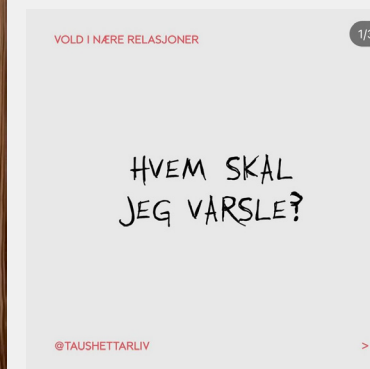 VOLD I NÆRE RELASJONER
1/3
HVEM SKAL
JEG VARSLE?
@TAUSHETTARLIV
>